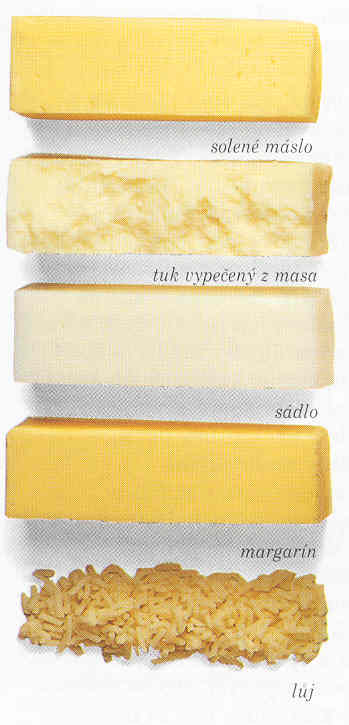 solené máslo
tuk vypečený z masa
sádlo
margarín
lůj